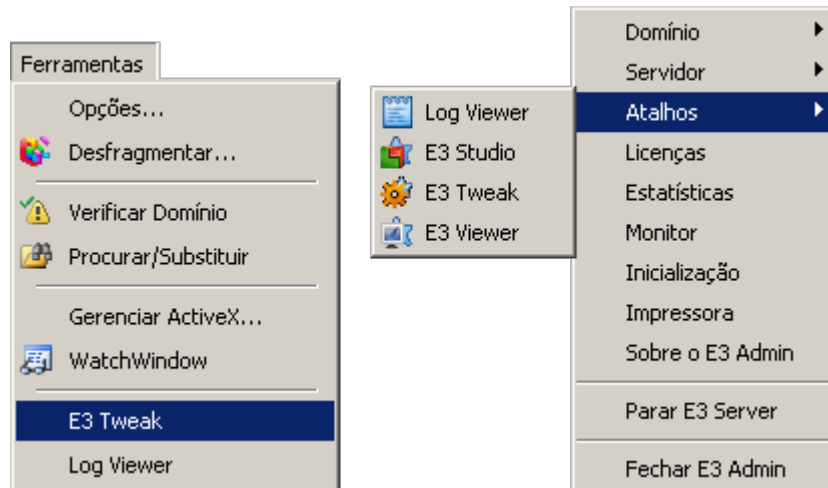 Ferramentas
Opções...
Desfragmentar...
Verificar Domínio
Procurar/Substituir
Gerenciar ActiveX...
WatchWindow
E3 Tweak
Log Viewer
Log Viewer
E3 Studio
E3 Tweak
E3 Viewer
Domínio
Servidor
Atalhos
Licenças
Estatísticas
Monitor
Inicialização
Impressora
Sobre o E3 Admin
Parar E3 Server
Fechar E3 Admin